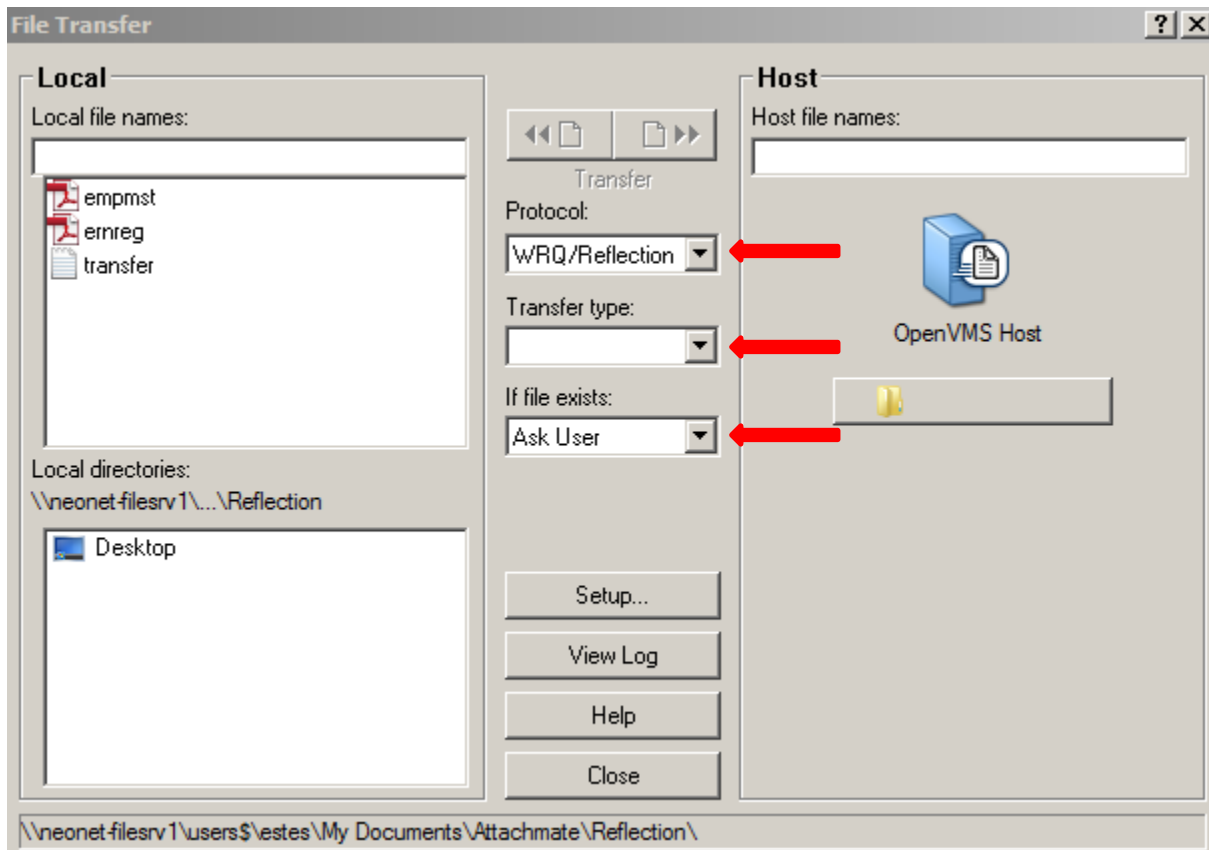 File Transfer
Local
Local file names:
empmst
ernreg
transfer
Local directories:
\\neonet-filesrv1\...\Reflection
Desktop
Transfer
Protocol:
WRQ/Reflection
Transfer type:
If file exists:
Ask User
Setup...
View Log
Help
Close
Host
Host file names:
OpenVMS Host
\\neonet-filesrv1\users$\estes\My Documents\Attachmate\Reflection\